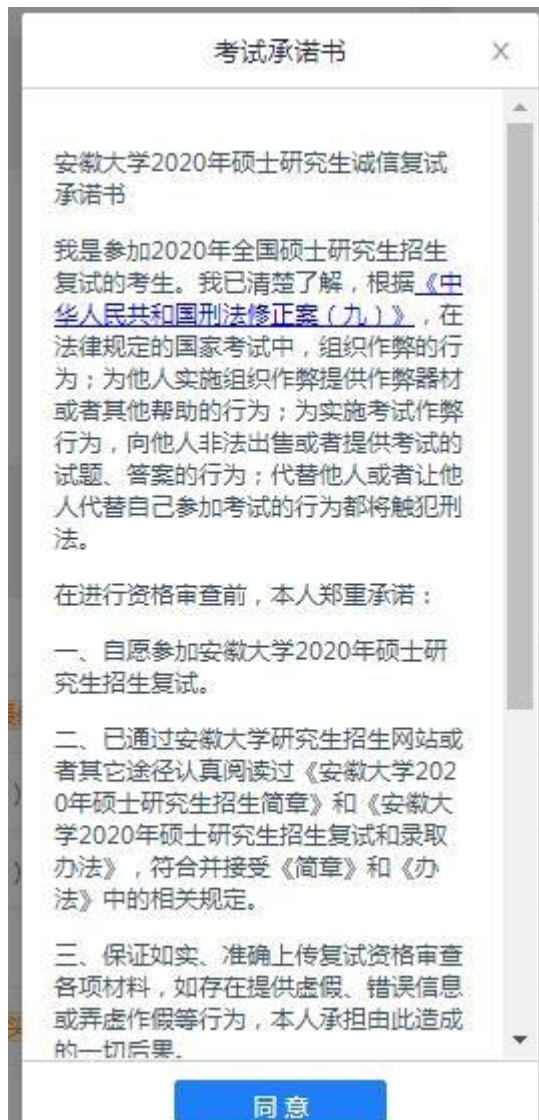 考试承诺书
安徽大学2020年硕士研究生诚信复试
承诺书
我是参加2020年全国硕士研究生招生
复试的考生。我已清楚了解，根据《中
华人民共和国刑法修正案（九）》，在
法律规定的国家考试中，组织作弊的行
为；为他人实施组织作弊提供作弊器材
或者其他帮助的行为；为实施考试作弊
行为，向他人非法出售或者提供考试的
试题、答案的行为；代替他人或者让他
人代替自己参加考试的行为都将触犯刑
法。
在进行资格审查前，本人郑重承诺：
一、自愿参加安徽大学2020年硕士研
究生招生复试。
二、已通过安徽大学研究生招生网站或
者其它途径认真阅读过《安徽大学202
0年硕士研究生招生简章》和《安徽大
学2020年硕士研究生招生复试和录取
办法》，符合并接受《简章》和《办
法》中的相关规定。
三、保证如实、准确上传复试资格审查
各项材料，如存在提供虚假、错误信息
或弄虚作假等行为，本人承担由此造成
的一切后果。
同意